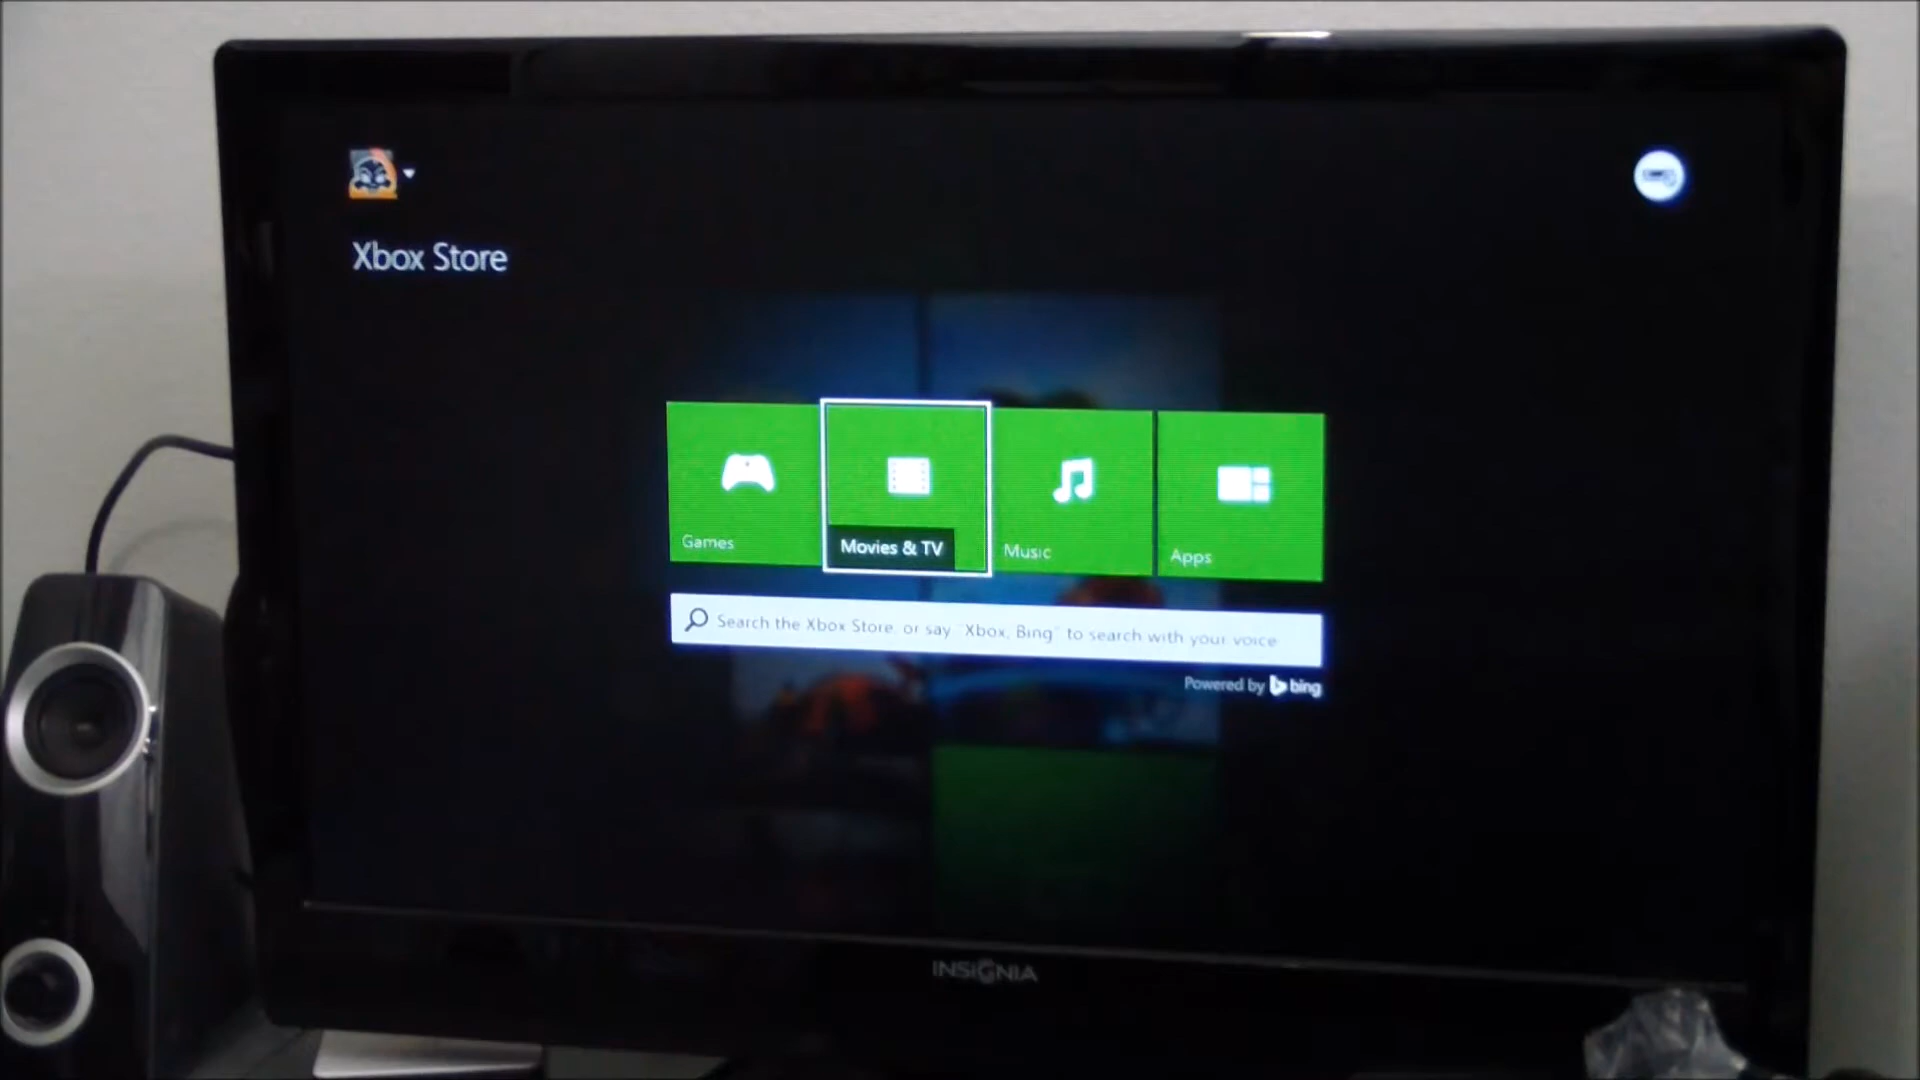 Xbox Store
Games
Movies & TV
Music
Apps
Search the Xbox Store, or say "Xbox, Bing" to search with your voice
Powered by bing
INSIGNIA